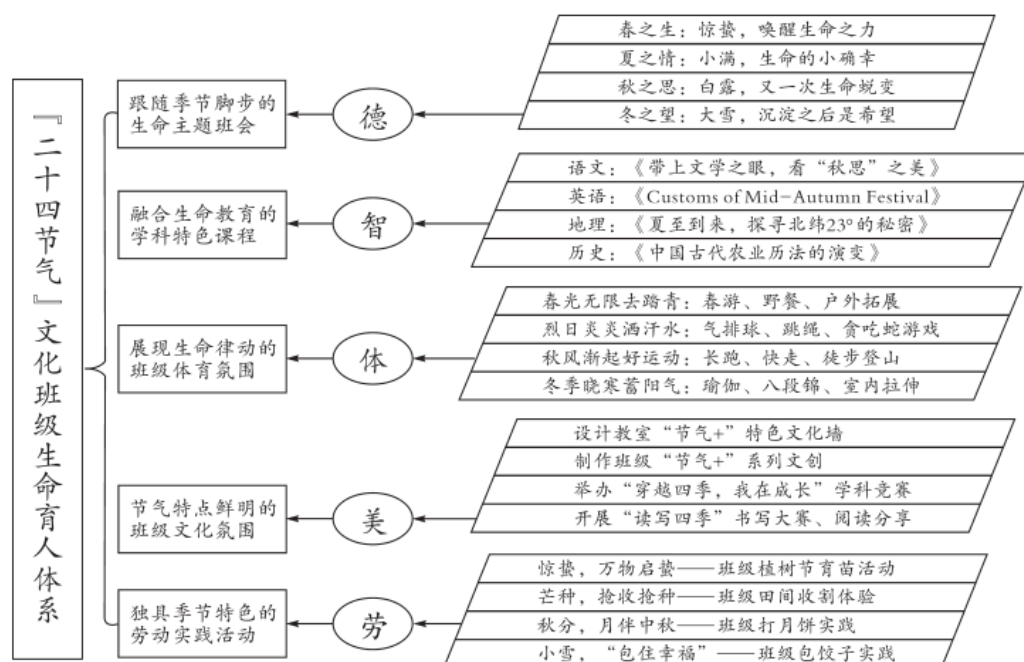 『二十四节气』文化班级生命育人体系
跟随季节脚步的
生命主题班会
德
春之生：惊蛰，唤醒生命之力
夏之情：小满，生命的小确幸
秋之思：白露，又一次生命蜕变
冬之望：大雪，沉淀之后是希望
融合生命教育的
学科特色课程
智
语文：《带上文学之眼，看“秋思”之美》
英语：《Customs of Mid-Autumn Festival》
地理：《夏至到来，探寻北纬23°的秘密》
历史：《中国古代农业历法的演变》
展现生命律动的
班级体育氛围
体
春光无限去踏青：春游、野餐、户外拓展
烈日炎炎洒汗水：气排球、跳绳、贪吃蛇游戏
秋风渐起好运动：长跑、快走、徒步登山
冬季晓寒蓄阳气：瑜伽、八段锦、室内拉伸
节气特点鲜明的
班级文化氛围
美
设计教室“节气+”特色文化墙
制作班级“节气+”系列文创
举办“穿越四季，我在成长”学科竞赛
开展“读写四季”书写大赛、阅读分享
独具季节特色的
劳动实践活动
劳
惊蛰，万物启蛰——班级植树节育苗活动
芒种，抢收抢种——班级田间收割体验
秋分，月伴中秋——班级打月饼实践
小雪，“包住幸福”——班级包饺子实践